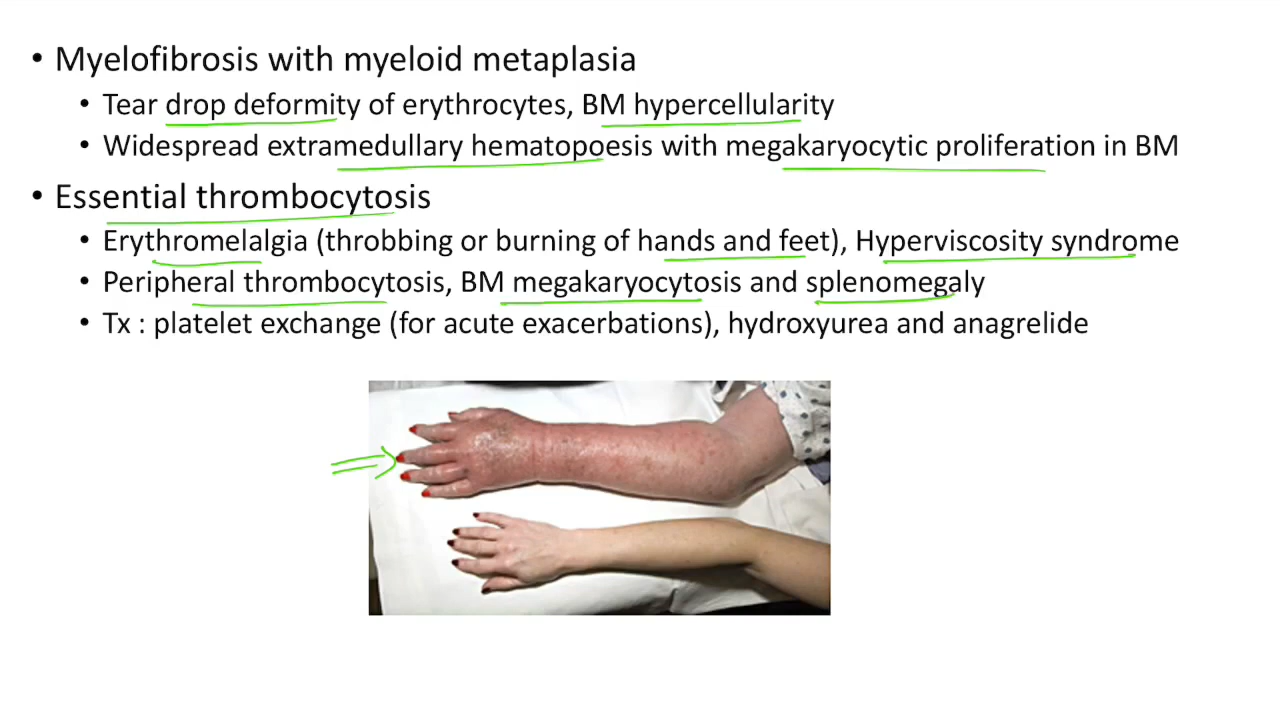 • Myelofibrosis with myeloid metaplasia
• Tear drop deformity of erythrocytes, BM hypercellularity
• Widespread extramedullary hematopoesis with megakaryocytic proliferation in BM
• Essential thrombocytosis
• Erythromelalgia (throbbing or burning of hands and feet), Hyperviscosity syndrome
• Peripheral thrombocytosis, BM megakaryocytosis and splenomegaly
• Tx : platelet exchange (for acute exacerbations), hydroxyurea and anagrelide